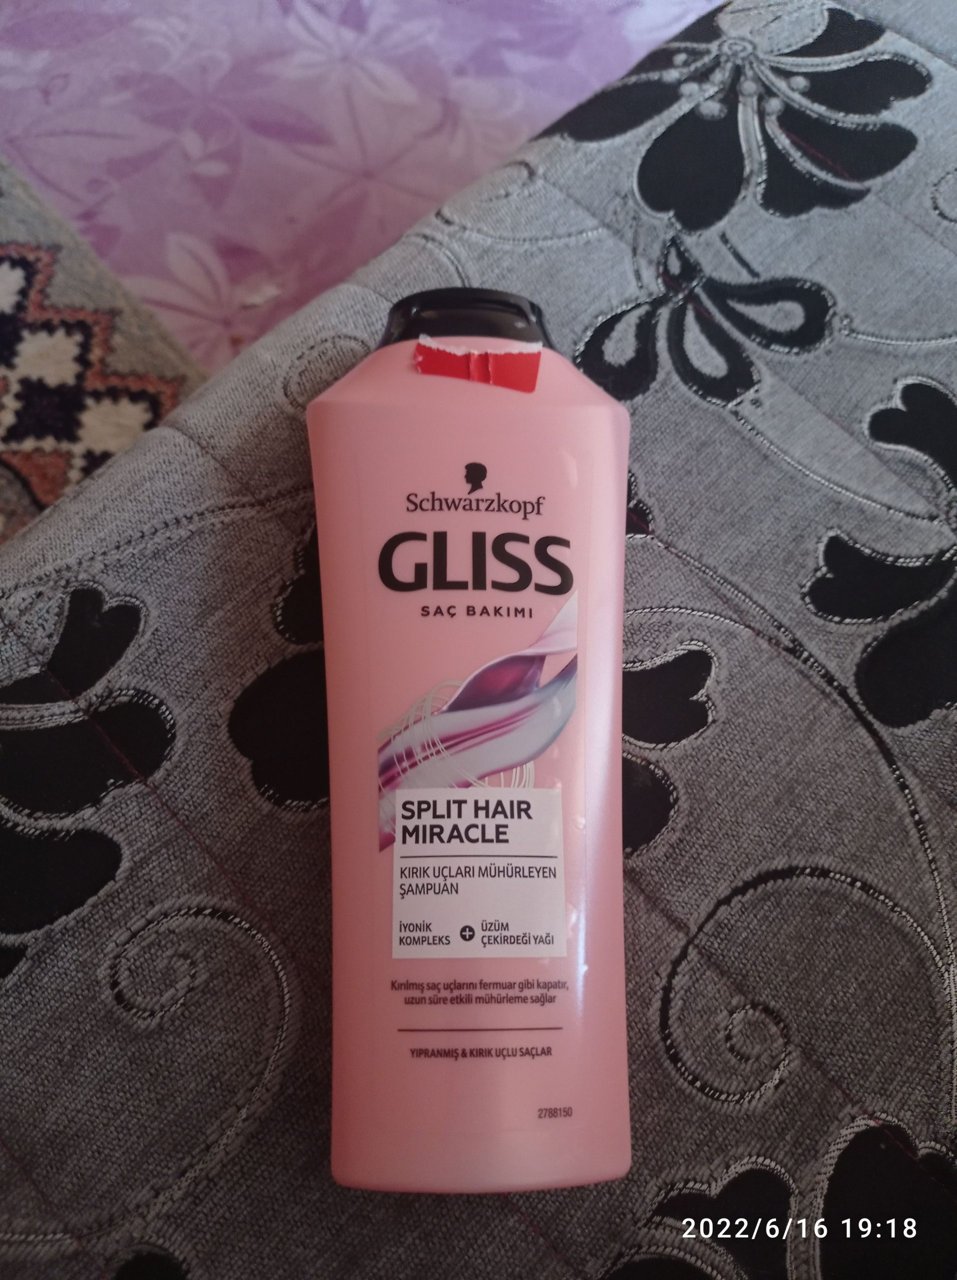 Schwarzkopf
GLISS
SAÇ BAKIMI
SPLIT HAIR
MIRACLE
KIRIK UÇLARI MÜHÜRLEYEN
ŞAMPUAN
İYONİK
KOMPLEKS
+
ÜZÜM
ÇEKİRDEĞİ YAĞI
Kırılmış saç uçlarını fermuar gibi kapatır,
uzun süre etkili mühürleme sağlar
YIPRANMIŞ & KIRIK UÇLU SAÇLAR
2788150
2022/6/16 19:18